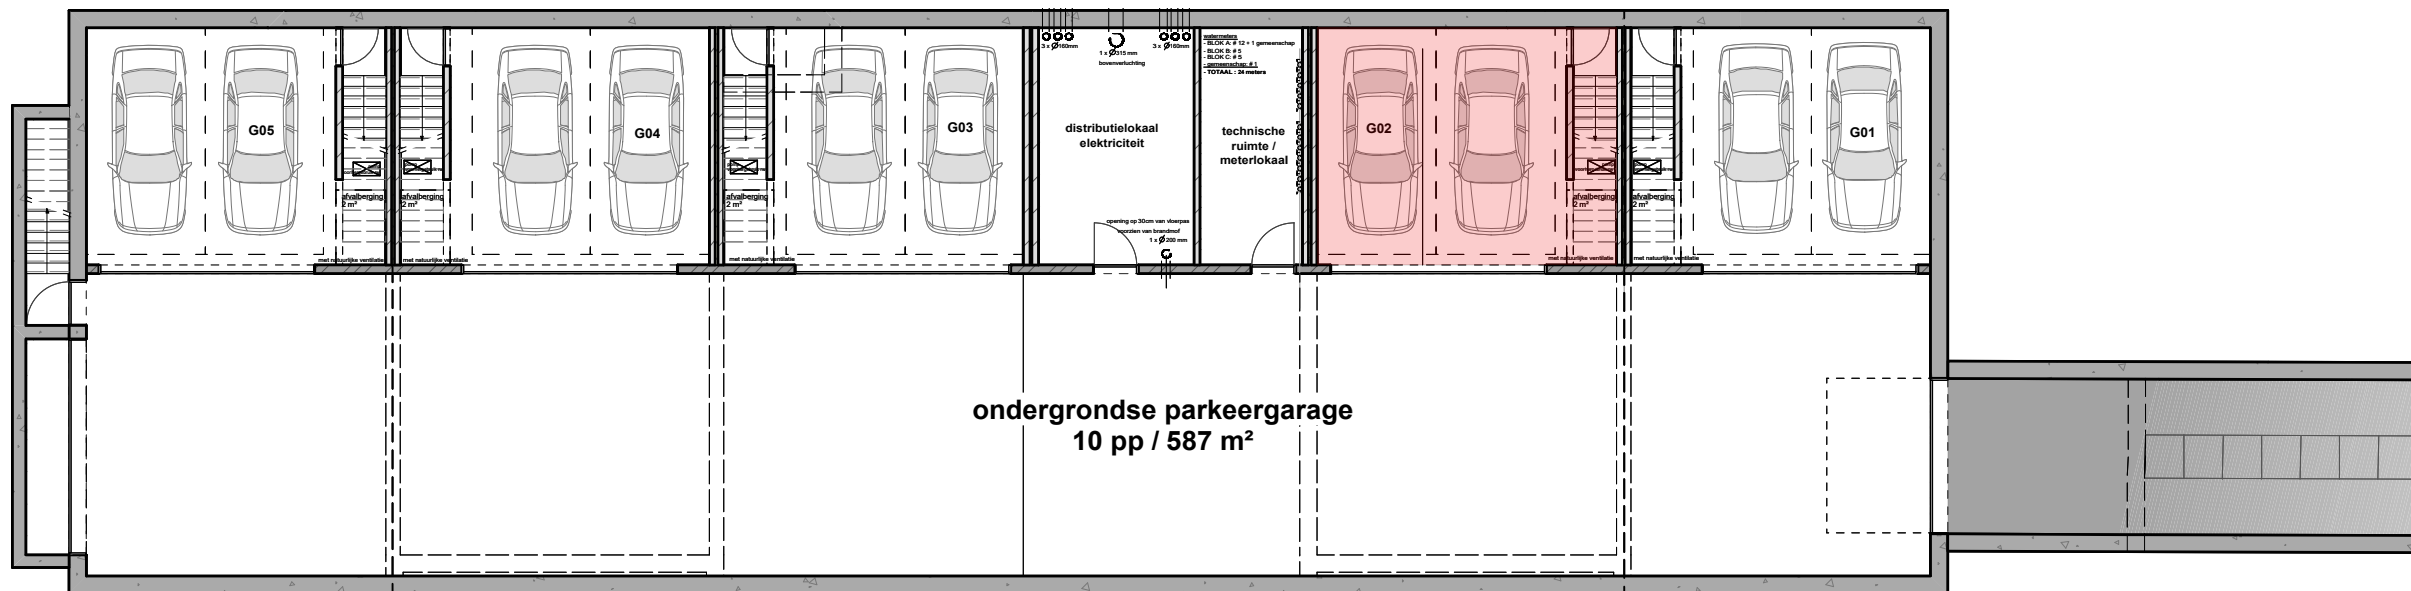 3 x Ø160mm
1 x Ø315 mm
bovenverluchting
3 x Ø160mm
watermeters
- BLOK A: # 12 + 1 gemeenschap
- BLOK B: # 5
- BLOK C: # 5
- gemeenschap: # 1
- TOTAAL : 24 meters
G05
G04
G03
distributielokaal
elektriciteit
technische
ruimte /
meterlokaal
G02
G01
afvalberging
2 m²
afvalberging
2 m²
afvalberging
2 m²
afvalberging
2 m²
afvalberging
2 m²
opening op 30cm van vloerpas
voorzien van brandmof
1 x Ø 200 mm
met natuurlijke ventilatie
met natuurlijke ventilatie
met natuurlijke ventilatie
met natuurlijke ventilatie
met natuurlijke ventilatie
ondergrondse parkeergarage
10 pp / 587 m²